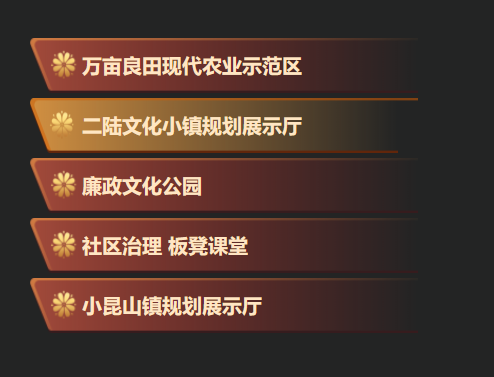 万亩良田现代农业示范区
二陆文化小镇规划展示厅
廉政文化公园
社区治理 板凳课堂
小昆山镇规划展示厅